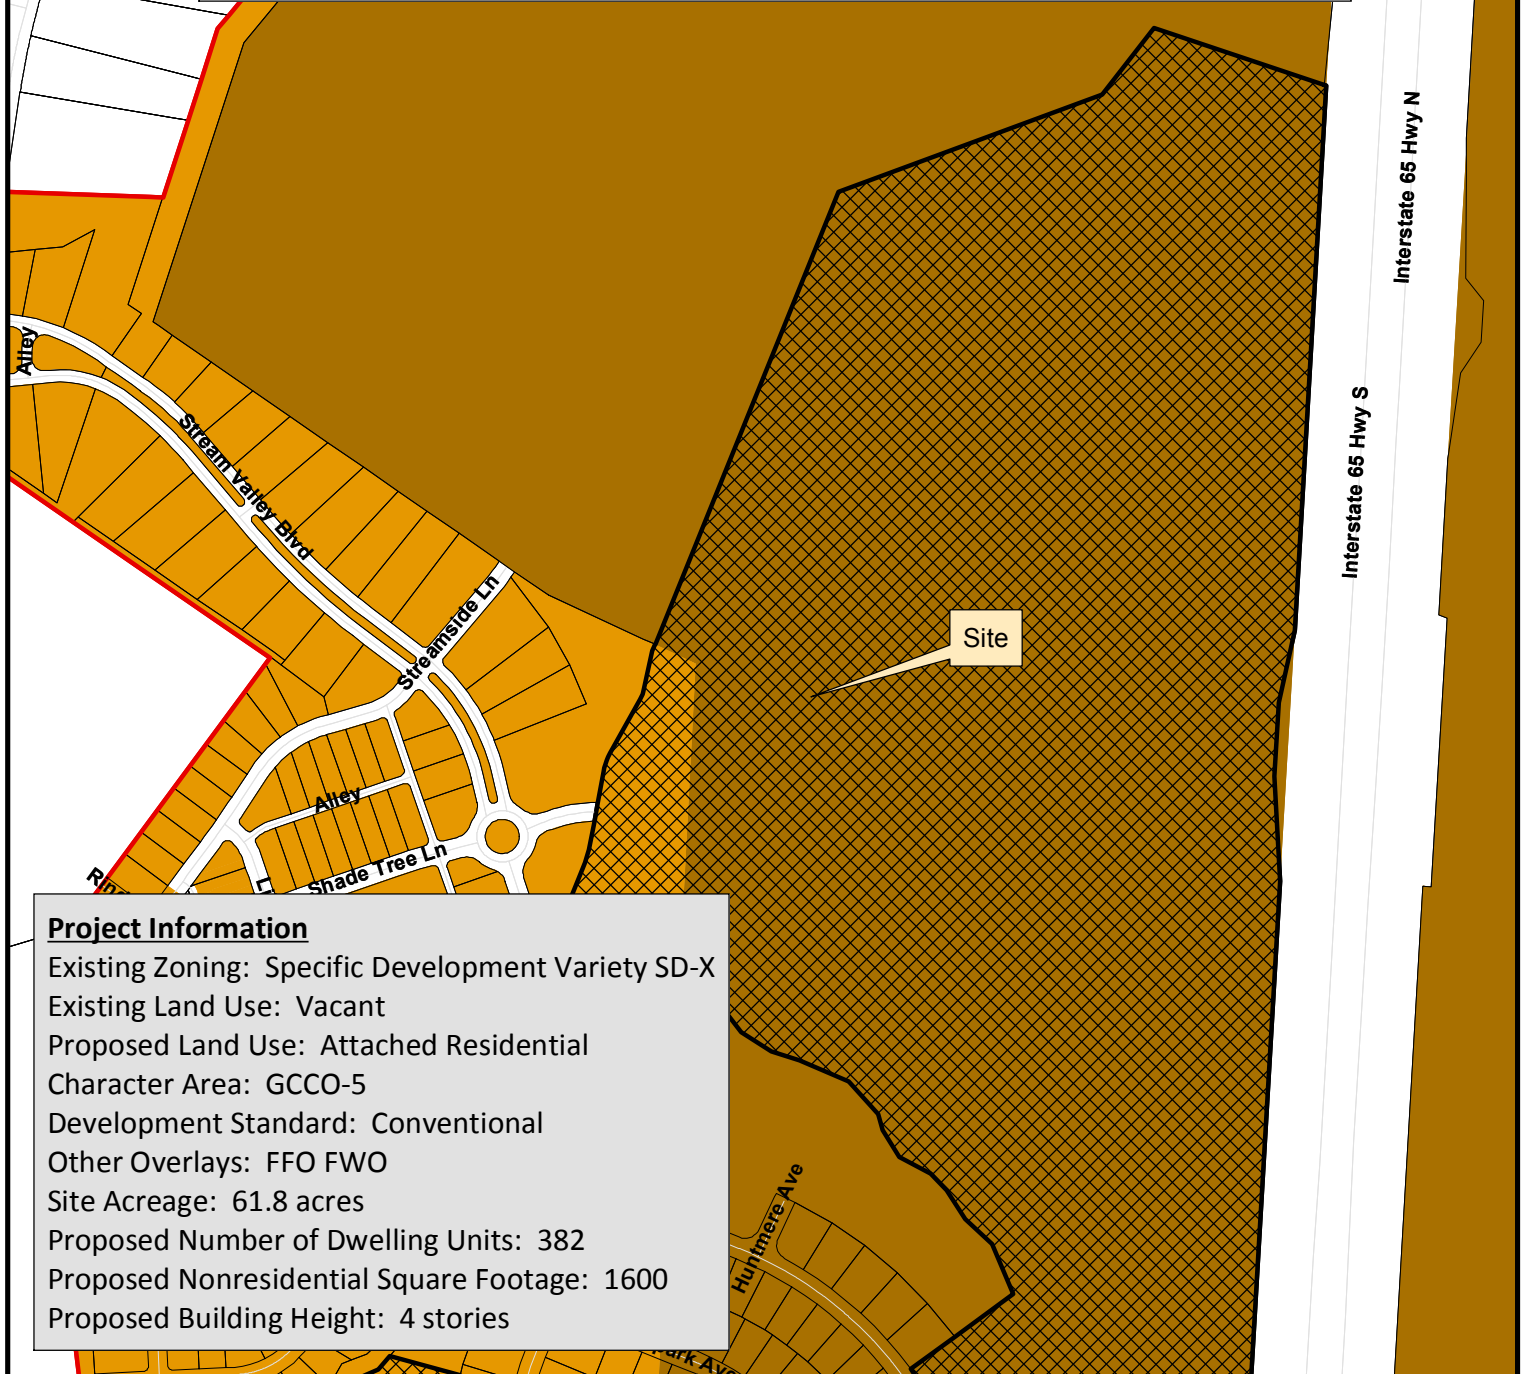 Interstate 65 Hwy N
Alley
Stream Valley Blvd
Interstate 65 Hwy S
Streamside Ln
Site
Alley
Shade Tree Ln
Project Information
Existing Zoning: Specific Development Variety SD-X
Existing Land Use: Vacant
Proposed Land Use: Attached Residential
Character Area: GCCO-5
Development Standard: Conventional
Other Overlays: FFO FWO
Site Acreage: 61.8 acres
Proposed Number of Dwelling Units: 382
Proposed Nonresidential Square Footage: 1600
Proposed Building Height: 4 stories
Huntmere Ave
Ave